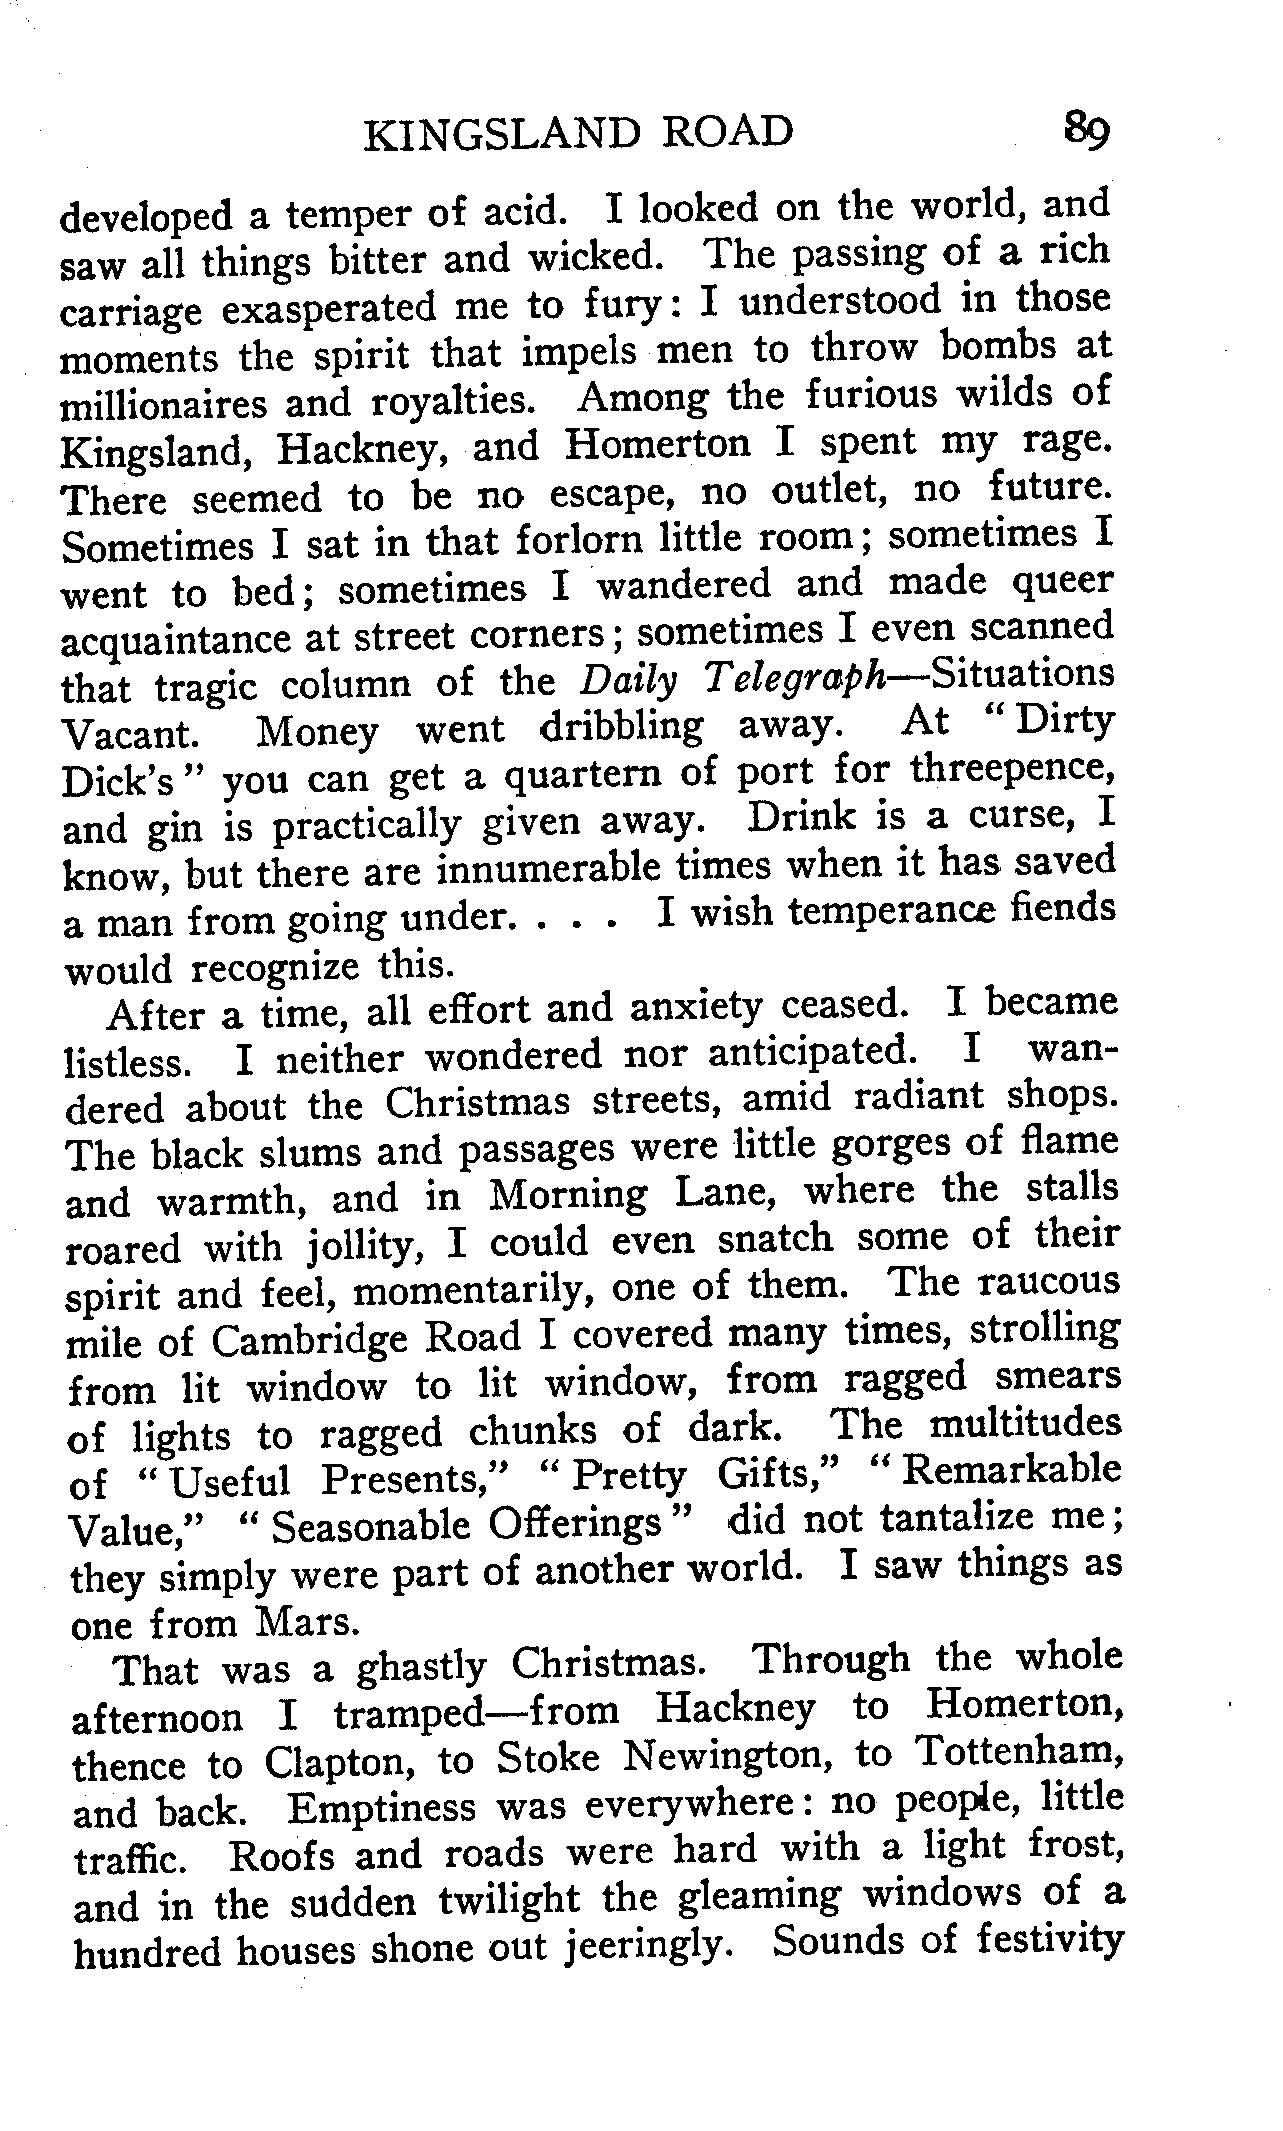 KINGSLAND ROAD 89
developed a temper of acid. I looked on the world, and
saw all things bitter and wicked. The passing of a rich
carriage exasperated me to fury: I understood in those
moments the spirit that impels men to throw bombs at
millionaires and royalties. Among the furious wilds of
Kingsland, Hackney, and Homerton I spent my rage.
There seemed to be no escape, no outlet, no future.
Sometimes I sat in that forlorn little room; sometimes I
went to bed; sometimes I wandered and made queer
acquaintance at street corners; sometimes I even scanned
that tragic column of the Daily Telegraph—Situations
Vacant. Money went dribbling away. At “Dirty
Dick's” you can get a quartern of port for threepence,
and gin is practically given away. Drink is a curse, I
know, but there are innumerable times when it has saved
a man from going under. . . . I wish temperance fiends
would recognize this.
After a time, all effort and anxiety ceased. I became
listless. I neither wondered nor anticipated. I wan-
dered about the Christmas streets, amid radiant shops.
The black slums and passages were little gorges of flame
and warmth, and in Morning Lane, where the stalls
roared with jollity, I could even snatch some of their
spirit and feel, momentarily, one of them. The raucous
mile of Cambridge Road I covered many times, strolling
from lit window to lit window, from ragged smears
of lights to ragged chunks of dark. The multitudes
of “Useful Presents,” “Pretty Gifts,” “Remarkable
Value,” “Seasonable Offerings” did not tantalize me;
they simply were part of another world. I saw things as
one from Mars.
That was a ghastly Christmas. Through the whole
afternoon I tramped—from Hackney to Homerton,
thence to Clapton, to Stoke Newington, to Tottenham,
and back. Emptiness was everywhere: no people, little
traffic. Roofs and roads were hard with a light frost,
and in the sudden twilight the gleaming windows of a
hundred houses shone out jeeringly. Sounds of festivity